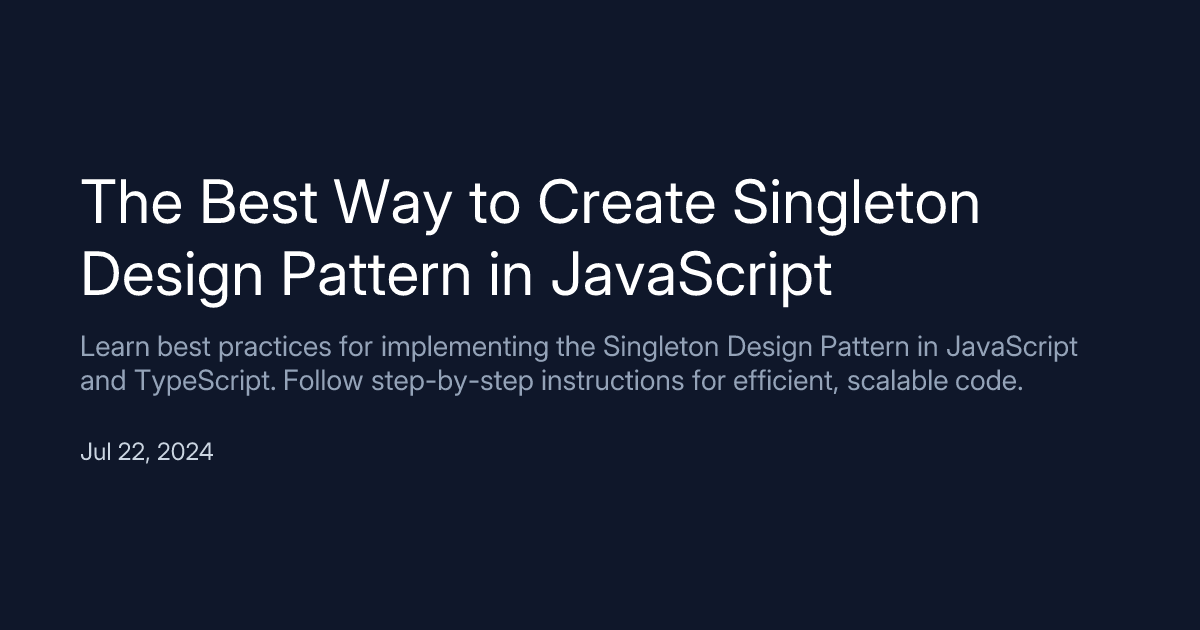 The Best Way to Create Singleton
Design Pattern in JavaScript
Learn best practices for implementing the Singleton Design Pattern in JavaScript
and TypeScript. Follow step-by-step instructions for efficient, scalable code.
Jul 22, 2024